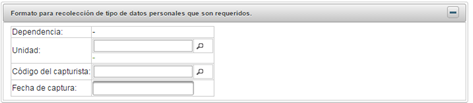 Formato para recolección de tipo de datos personales que son requeridos.
Dependencia: -
Unidad:
-
Código del capturista:
Fecha de captura: